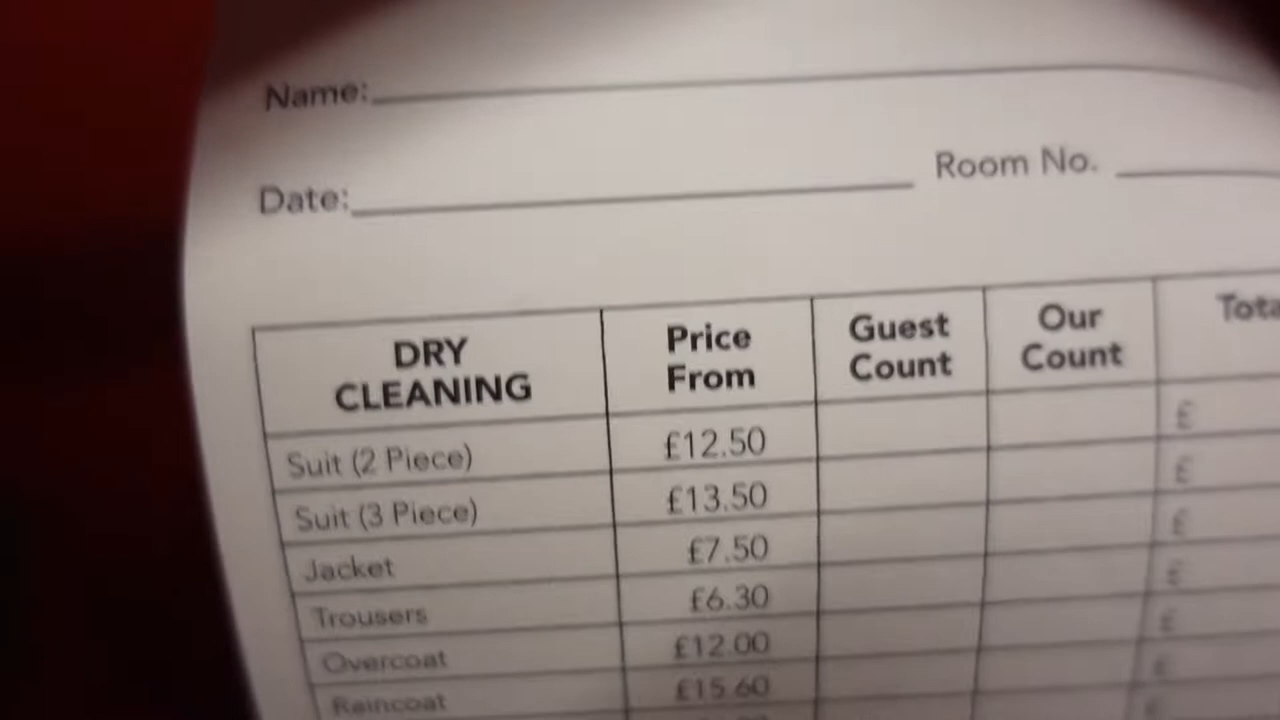 Name:
Date: Room No.
DRY CLEANING Price From Guest Count Our Count
Suit (2 Piece) £12.50 £
Suit (3 Piece) £13.50 £
Jacket £7.50 £
Trousers £6.30 £
Overcoat £12.00 £
Raincoat £15.60 £